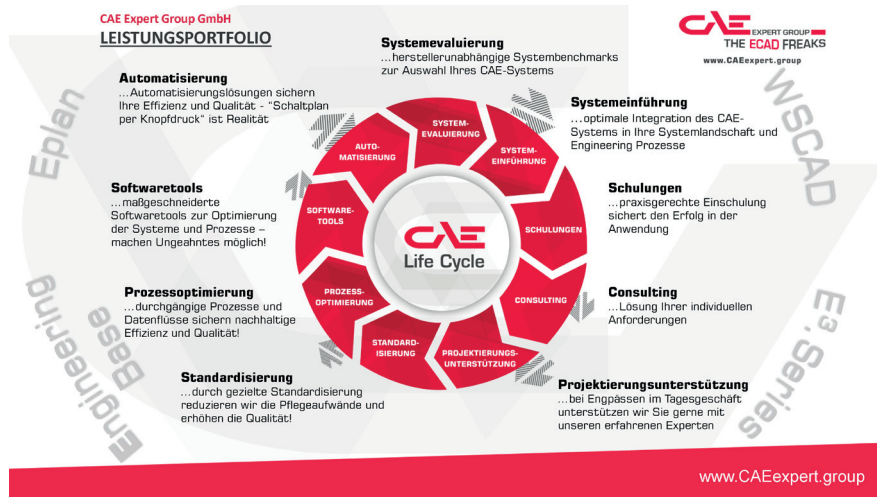 CAE Expert Group GmbH
LEISTUNGSPORTFOLIO
CAE
EXPERT GROUP
THE ECAD FREAKS
www.CAEexpert.group
Systemevaluierung
...herstellerunabhängige Systembenchmarks
zur Auswahl Ihres CAE-Systems
Automatisierung
...Automatisierungslösungen sichern
Ihre Effizienz und Qualität - "Schaltplan
per Knopfdruck" ist Realität
Systemeinführung
...optimale Integration des CAE-
Systems in Ihre Systemlandschaft und
Engineering Prozesse
Softwaretools
...maßgeschneiderte
Softwaretools zur Optimierung
der Systeme und Prozesse –
machen Ungeahntes möglich!
Schulungen
...praxisgerechte Einschulung
sichert den Erfolg in der
Anwendung
Prozessoptimierung
...durchgängige Prozesse und
Datenflüsse sichern nachhaltige
Effizienz und Qualität!
Consulting
...Lösung Ihrer individuellen
Anforderungen
Standardisierung
...durch gezielte Standardisierung
reduzieren wir die Pflegeaufwände und
erhöhen die Qualität!
Projektierungsunterstützung
...bei Engpässen im Tagesgeschäft
unterstützen wir Sie gerne mit
unseren erfahrenen Experten
SYSTEM-
EVALUIERUNG
SYSTEM-
EINFÜHRUNG
SCHULUNGEN
CONSULTING
PROJEKTIERUNGS-
UNTERSTÜTZUNG
STANDARD-
ISIERUNG
PROZESS-
OPTIMIERUNG
SOFTWARE-
TOOLS
AUTO-
MATISIERUNG
CAE
Life Cycle
Eplan
WSCAD
Engineering
Base
E³.Series
www.CAEexpert.group